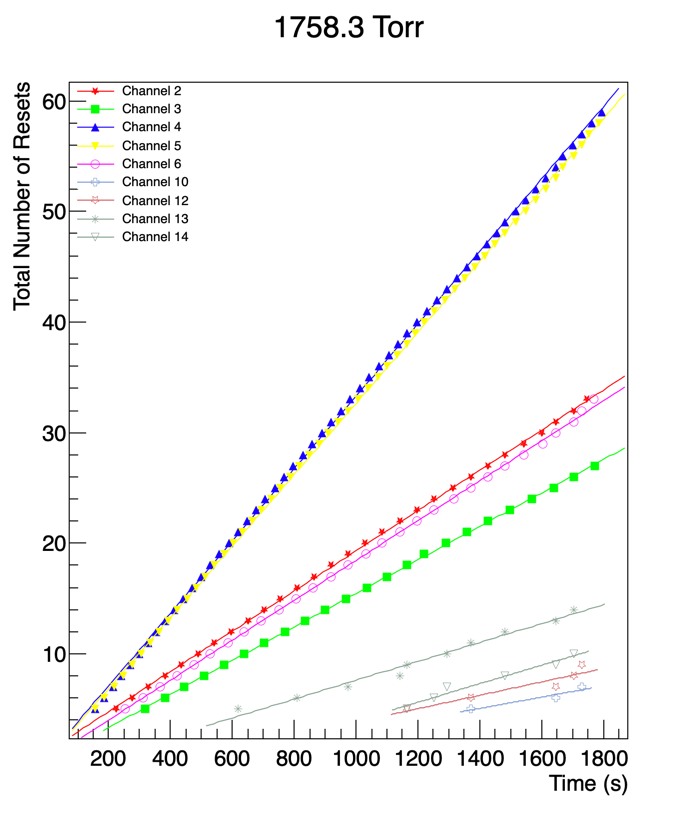 1758.3 Torr
Total Number of Resets
60
50
40
30
20
10
Channel 2
Channel 3
Channel 4
Channel 5
Channel 6
Channel 10
Channel 12
Channel 13
Channel 14
200 400 600 800 1000 1200 1400 1600 1800
Time (s)